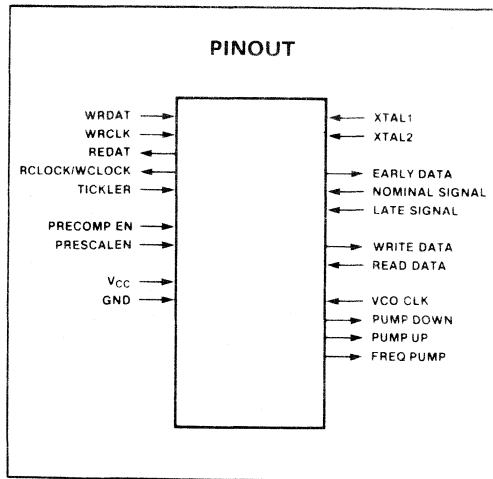 PINOUT
WRDAT
WRCLK
REDAT
RCLOCK/WCLOCK
TICKLER
PRECOMP EN
PRESCALEN
VCC
GND
XTAL1
XTAL2
EARLY DATA
NOMINAL SIGNAL
LATE SIGNAL
WRITE DATA
READ DATA
VCO CLK
PUMP DOWN
PUMP UP
FREQ PUMP